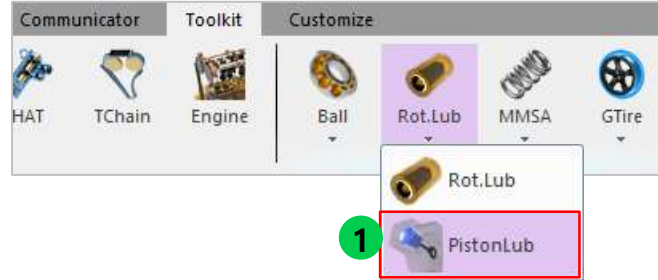 Communicator Toolkit Customize
HAT TChain Engine Ball Rot.Lub MMSA GTire
Rot.Lub
1 PistonLub